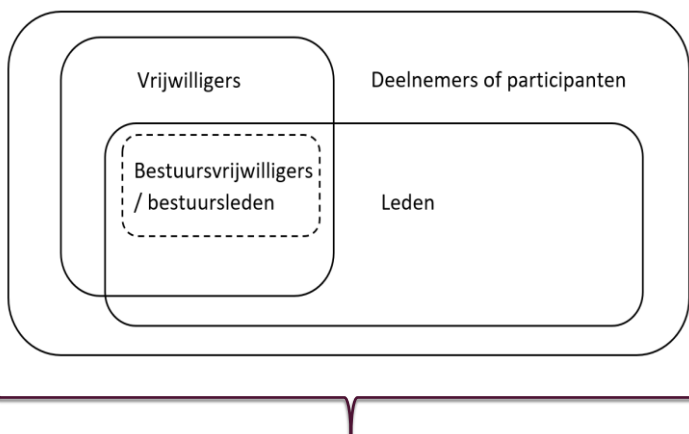 Vrijwilligers
Deelnemers of participanten
Bestuursvrijwilligers
/ bestuursleden
Leden